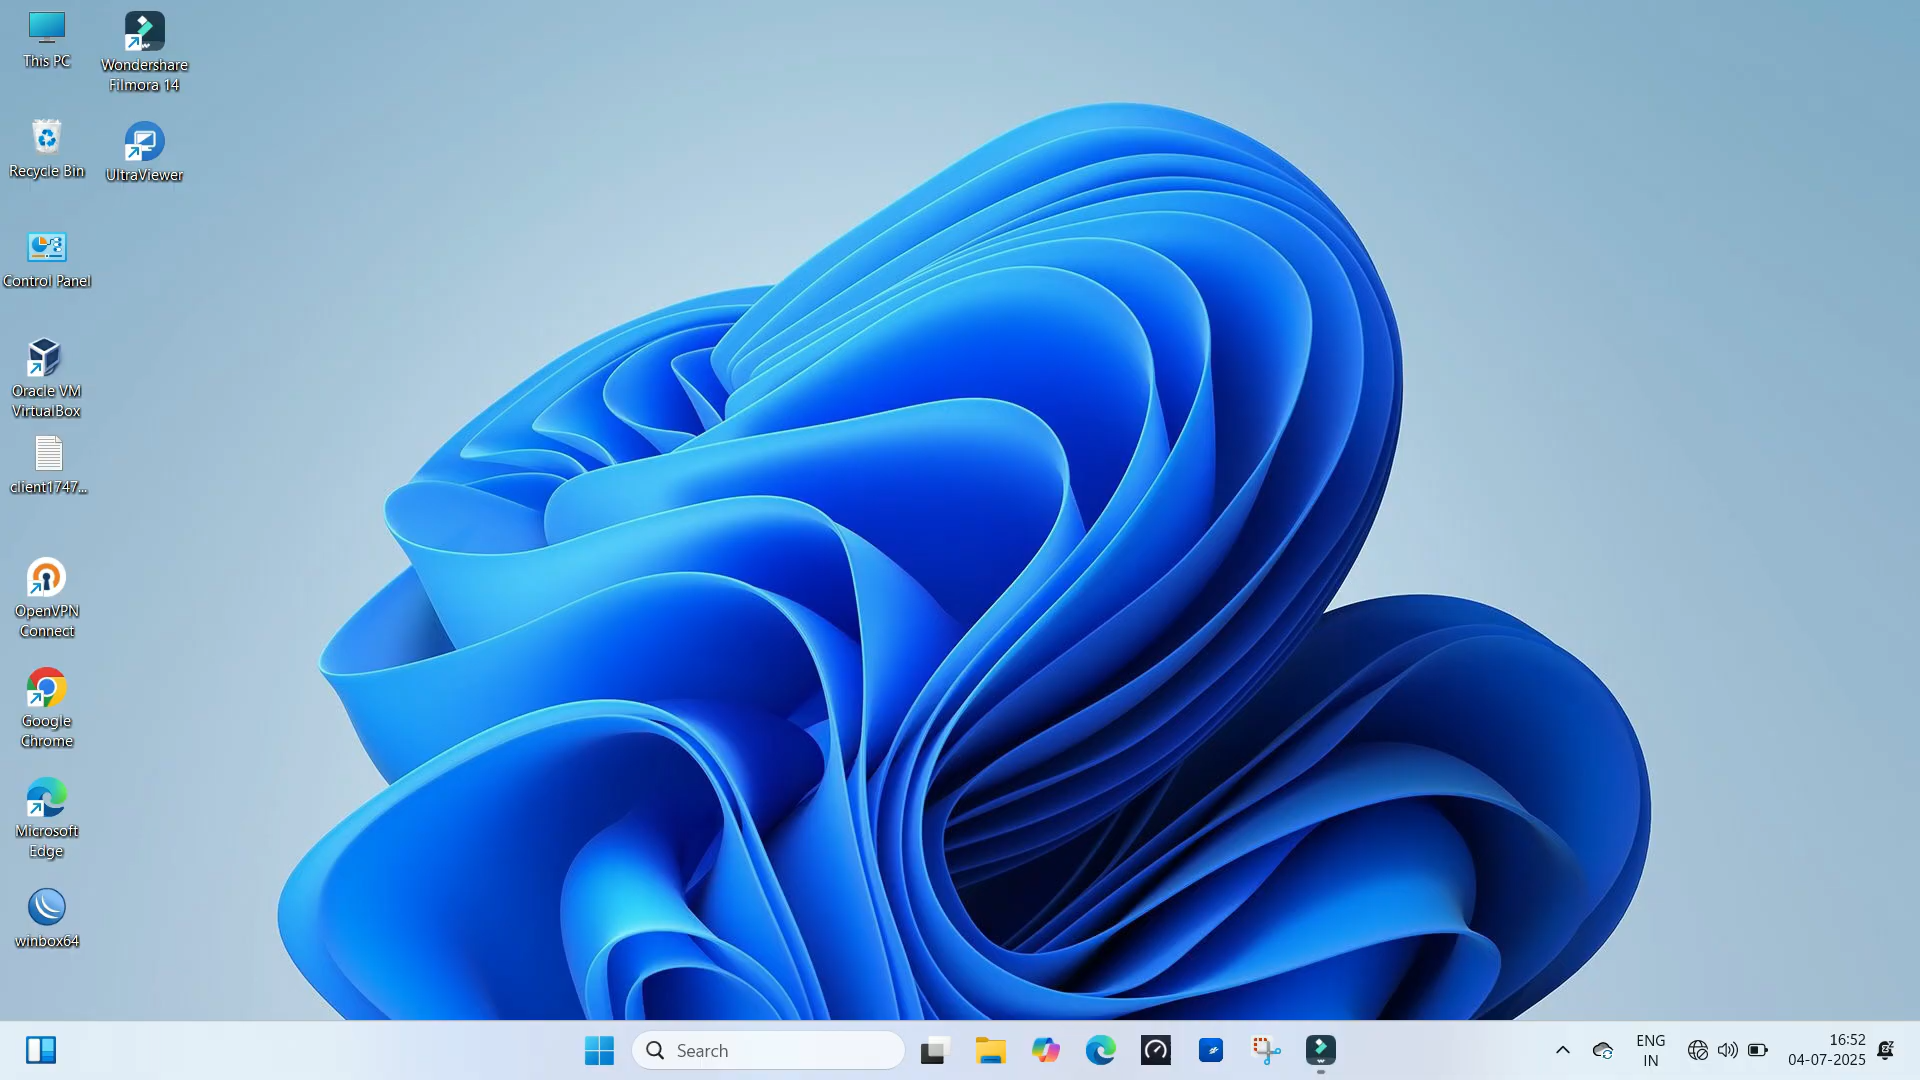 This PC
Wondershare
Filmora 14
Recycle Bin
UltraViewer
Control Panel
Oracle VM
VirtualBox
client1747...
OpenVPN
Connect
Google
Chrome
Microsoft
Edge
winbox64
Search
ENG
IN
16:52
04-07-2025